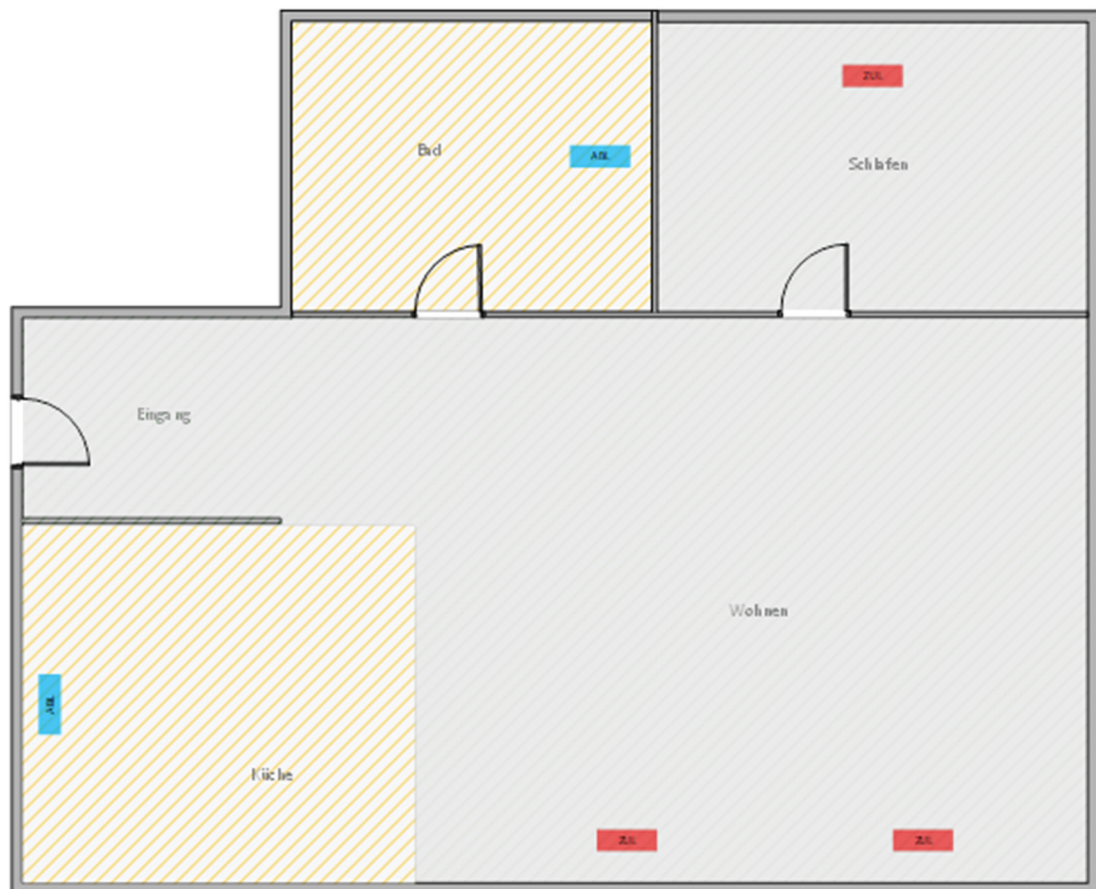 ZUL
Bad
ABL
Schlafen
Eingang
Wohnen
ABL
Küche
ZUL
ZUL